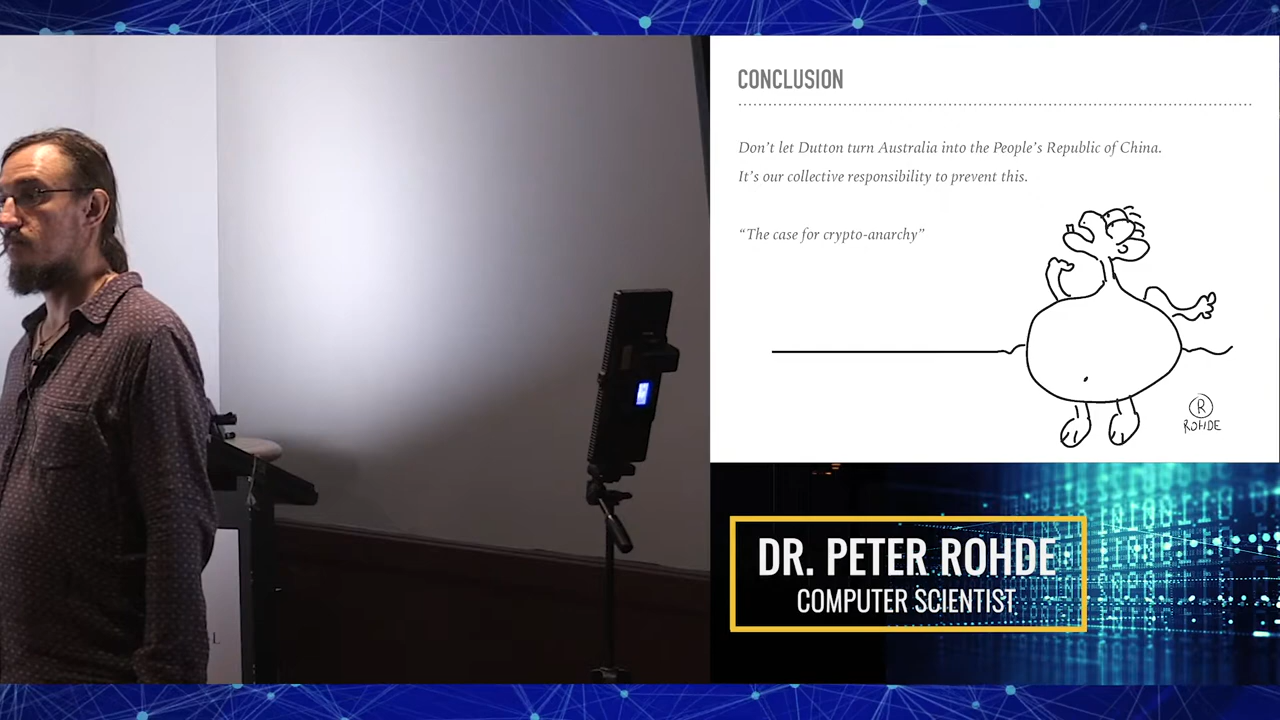 CONCLUSION
Don’t let Dutton turn Australia into the People’s Republic of China.
It’s our collective responsibility to prevent this.
“The case for crypto-anarchy”
R
ROHDE
DR. PETER ROHDE
COMPUTER SCIENTIST